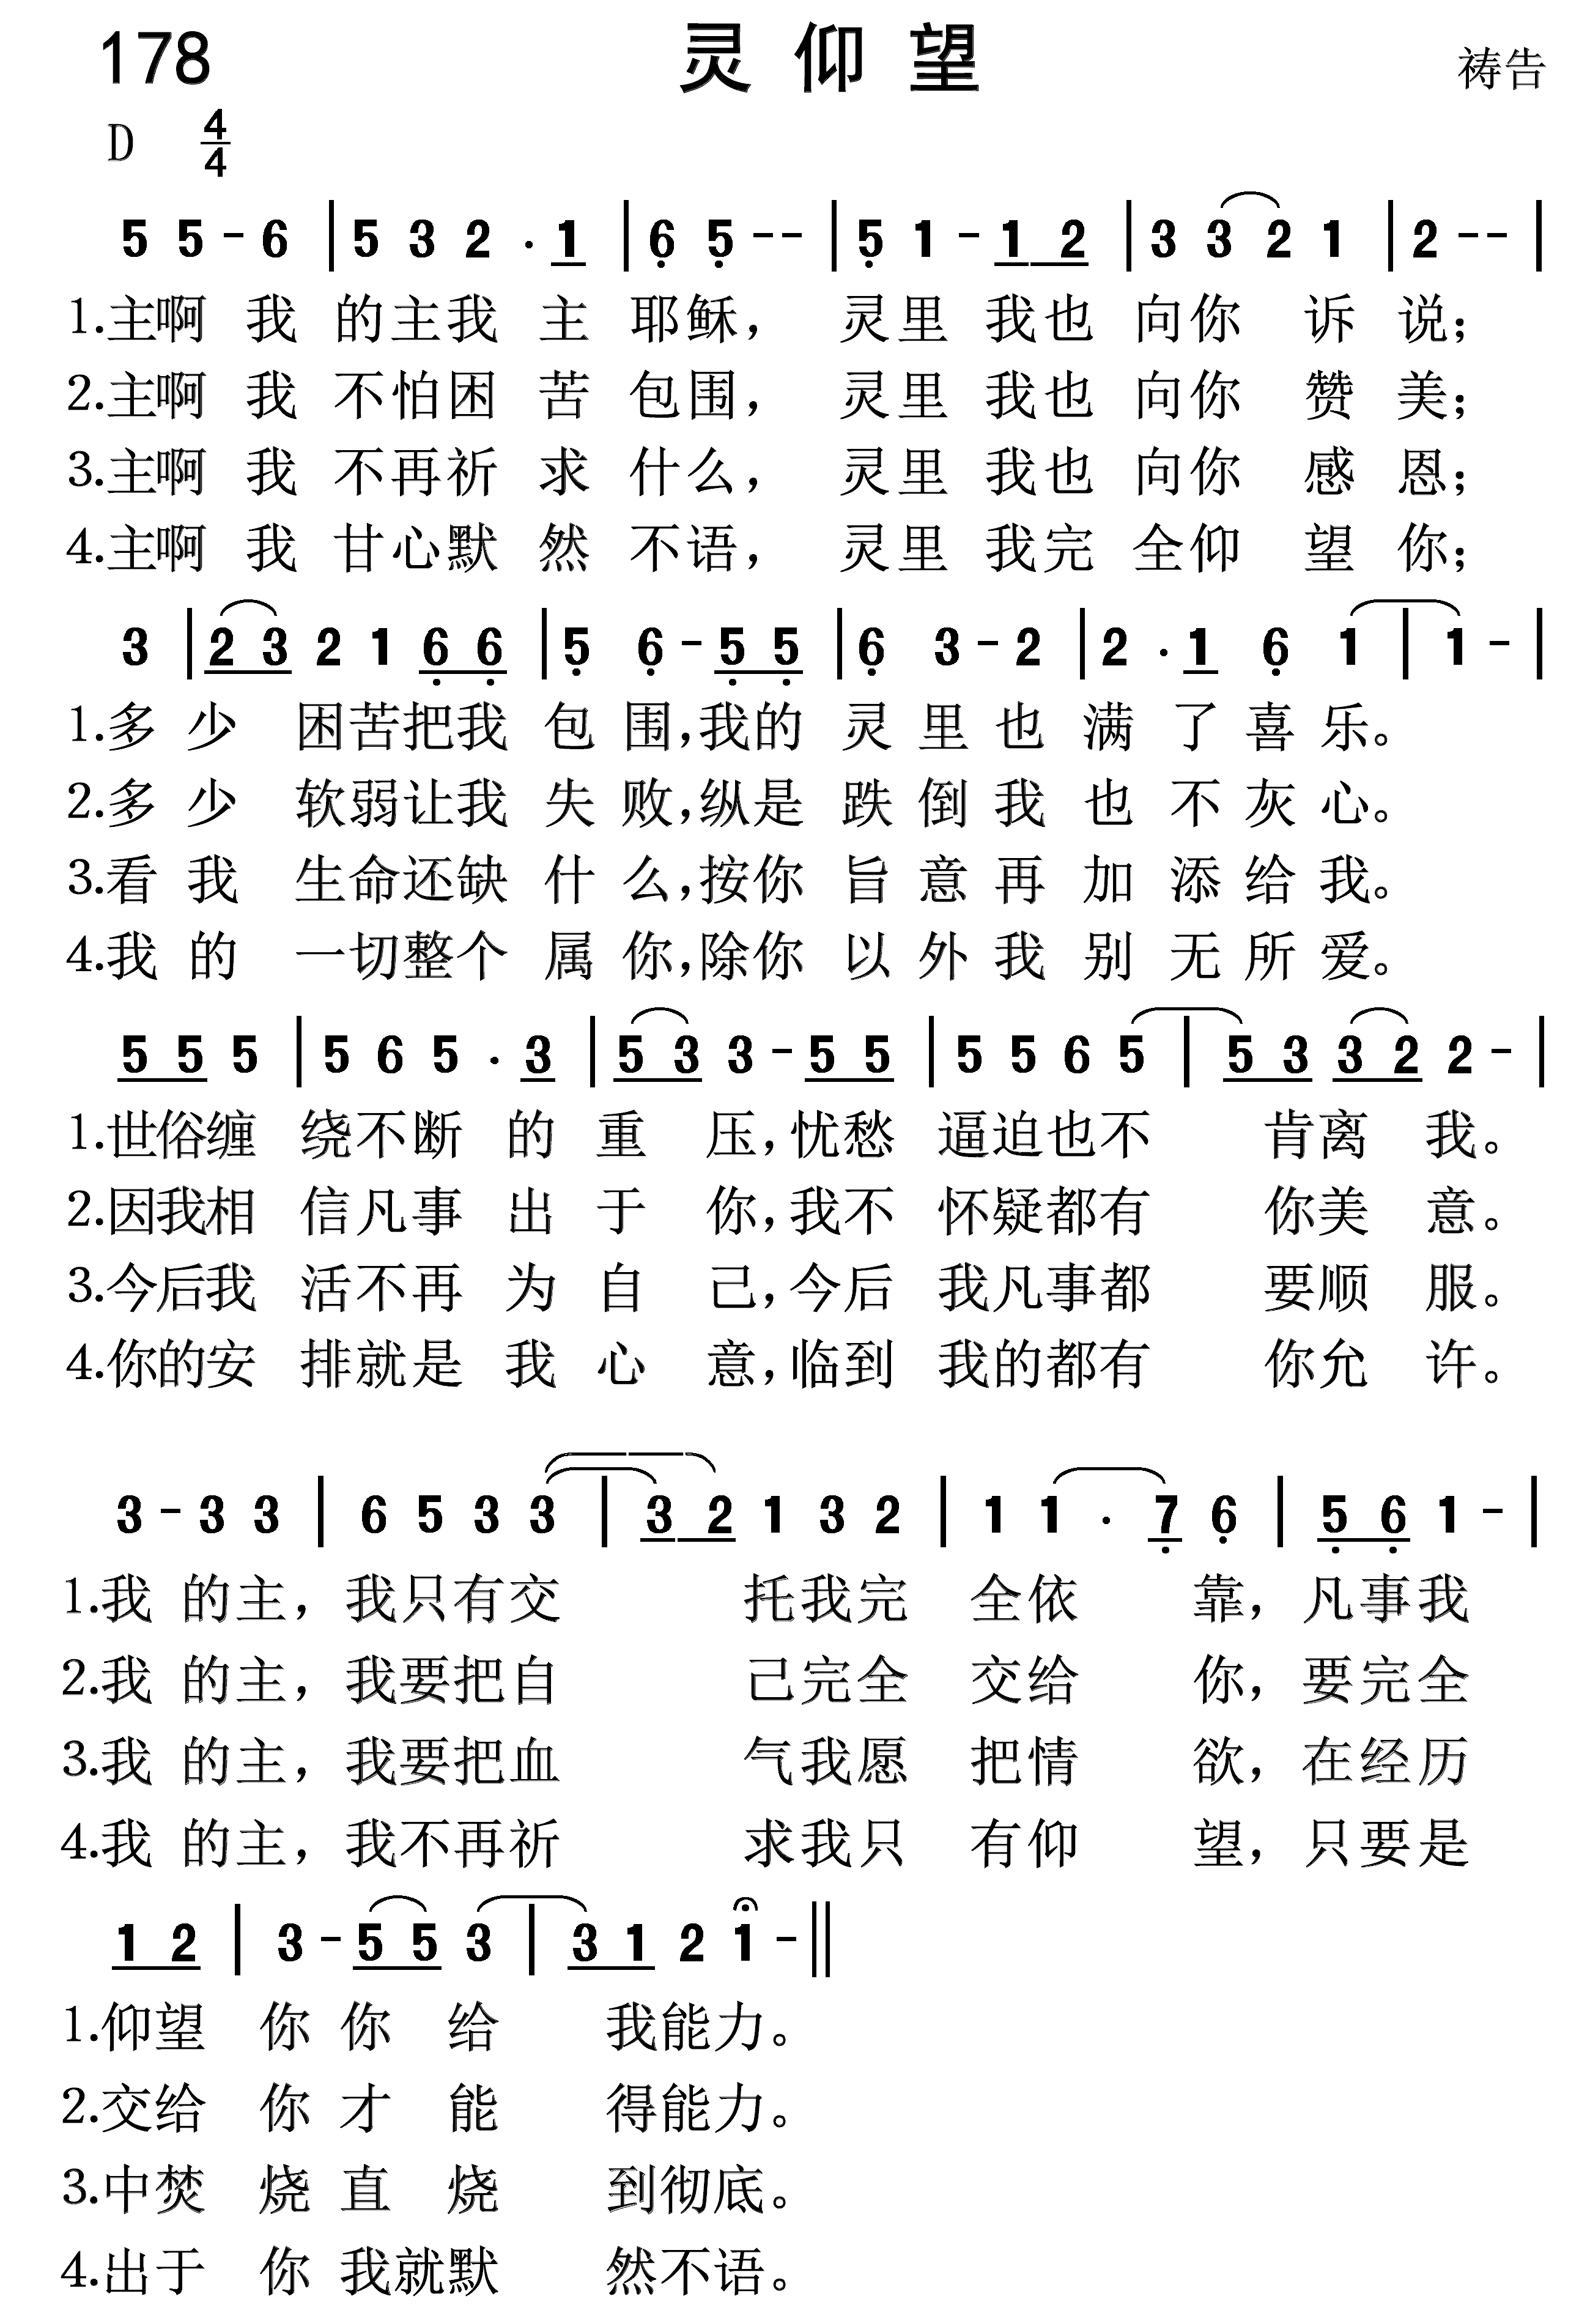 178 灵仰望 祷告
D 4/4
5 5 - 6 | 5 3 2 . 1 | 6 5 - - | 5 1 - 1 2 | 3 3 2 1 | 2 - - |
1.主啊 我 的主我 主 耶稣， 灵里 我也 向你 诉 说；
2.主啊 我 不怕困 苦 包围， 灵里 我也 向你 赞 美；
3.主啊 我 不再祈 求 什么， 灵里 我也 向你 感 恩；
4.主啊 我 甘心默 然 不语， 灵里 我完 全仰 望 你；
3 | 2 3 2 1 6 6 | 5 6 - 5 5 | 6 3 - 2 | 2 . 1 6 1 | 1 - |
1.多 少 困苦把我 包 围，我的 灵 里 也 满 了 喜 乐。
2.多 少 软弱让我 失 败，纵是 跌 倒 我 也 不 灰 心。
3.看 我 生命还缺 什 么，按你 旨 意 再 加 添 给 我。
4.我 的 一切整个 属 你，除你 以 外 我 别 无 所 爱。
5 5 5 | 5 6 5 . 3 | 5 3 3 - 5 5 | 5 5 6 5 | 5 3 3 2 2 - |
1.世俗缠 绕不断 的 重 压，忧愁 逼迫也不 肯离 我。
2.因我相 信凡事 出 于 你，我不 怀疑都有 你美 意。
3.今后我 活不再 为 自 己，今后 我凡事都 要顺 服。
4.你的安 排就是 我 心 意，临到 我的都有 你允 许。
3 - 3 3 | 6 5 3 3 | 3 2 1 3 2 | 1 1 . 7 6 | 5 6 1 - |
1.我 的主，我只有交 托我完 全依 靠，凡事我
2.我 的主，我要把自 己完全 交给 你，要完全
3.我 的主，我要把血 气我愿 把情 欲，在经历
4.我 的主，我不再祈 求我只 有仰 望，只要是
1 2 | 3 - 5 5 3 | 3 1 2 1 - ||
1.仰望 你 你 给 我能力。
2.交给 你 才 能 得能力。
3.中焚 烧 直 烧 到彻底。
4.出于 你 我就默 然不语。